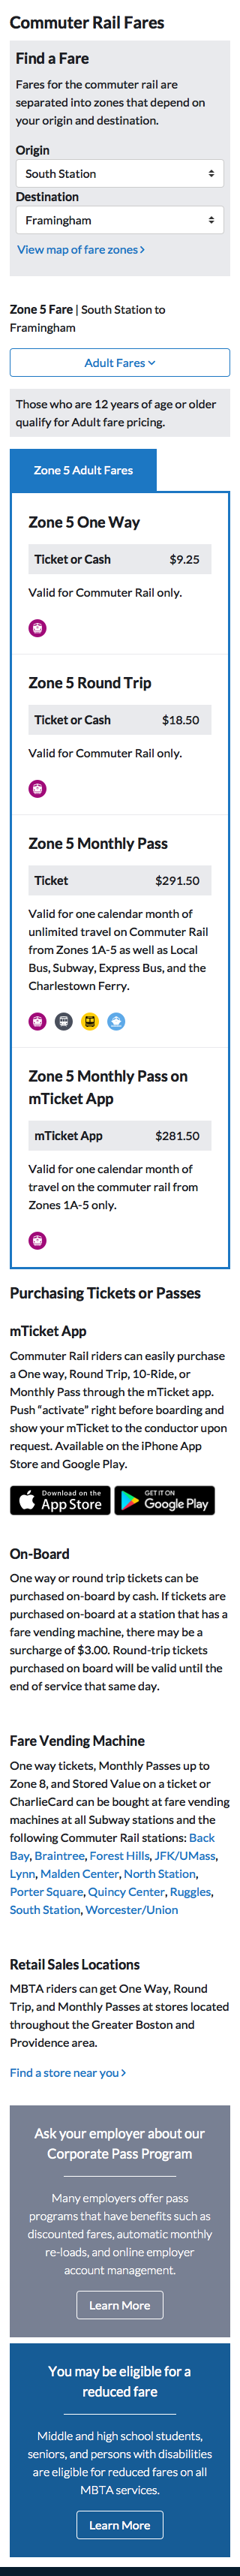 Commuter Rail Fares
Find a Fare
Fares for the commuter rail are
separated into zones that depend on
your origin and destination.
Origin
South Station
Destination
Framingham
View map of fare zones
Zone 5 Fare | South Station to
Framingham
Adult Fares
Those who are 12 years of age or older
qualify for Adult fare pricing.
Zone 5 Adult Fares
Zone 5 One Way
Ticket or Cash $9.25
Valid for Commuter Rail only.
Zone 5 Round Trip
Ticket or Cash $18.50
Valid for Commuter Rail only.
Zone 5 Monthly Pass
Ticket $291.50
Valid for one calendar month of
unlimited travel on Commuter Rail
from Zones 1A-5 as well as Local
Bus, Subway, Express Bus, and the
Charlestown Ferry.
Zone 5 Monthly Pass on
mTicket App
mTicket App $281.50
Valid for one calendar month of
travel on the commuter rail from
Zones 1A-5 only.
Purchasing Tickets or Passes
mTicket App
Commuter Rail riders can easily purchase
a One way, Round Trip, 10-Ride, or
Monthly Pass through the mTicket app.
Push “activate” right before boarding and
show your mTicket to the conductor upon
request. Available on the iPhone App
Store and Google Play.
Download on the
App Store
GET IT ON
Google Play
On-Board
One way or round trip tickets can be
purchased on-board by cash. If tickets are
purchased on-board at a station that has a
fare vending machine, there may be a
surcharge of $3.00. Round-trip tickets
purchased on board will be valid until the
end of service that same day.
Fare Vending Machine
One way tickets, Monthly Passes up to
Zone 8, and Stored Value on a ticket or
CharlieCard can be bought at fare vending
machines at all Subway stations and the
following Commuter Rail stations: Back
Bay, Braintree, Forest Hills, JFK/UMass,
Lynn, Malden Center, North Station,
Porter Square, Quincy Center, Ruggles,
South Station, Worcester/Union
Retail Sales Locations
MBTA riders can get One Way, Round
Trip, and Monthly Passes at stores located
throughout the Greater Boston and
Providence area.
Find a store near you
Ask your employer about our
Corporate Pass Program
Many employers offer pass
programs that have benefits such as
discounted fares, automatic monthly
re-loads, and online employer
account management.
Learn More
You may be eligible for a
reduced fare
Middle and high school students,
seniors, and persons with disabilities
are eligible for reduced fares on all
MBTA services.
Learn More